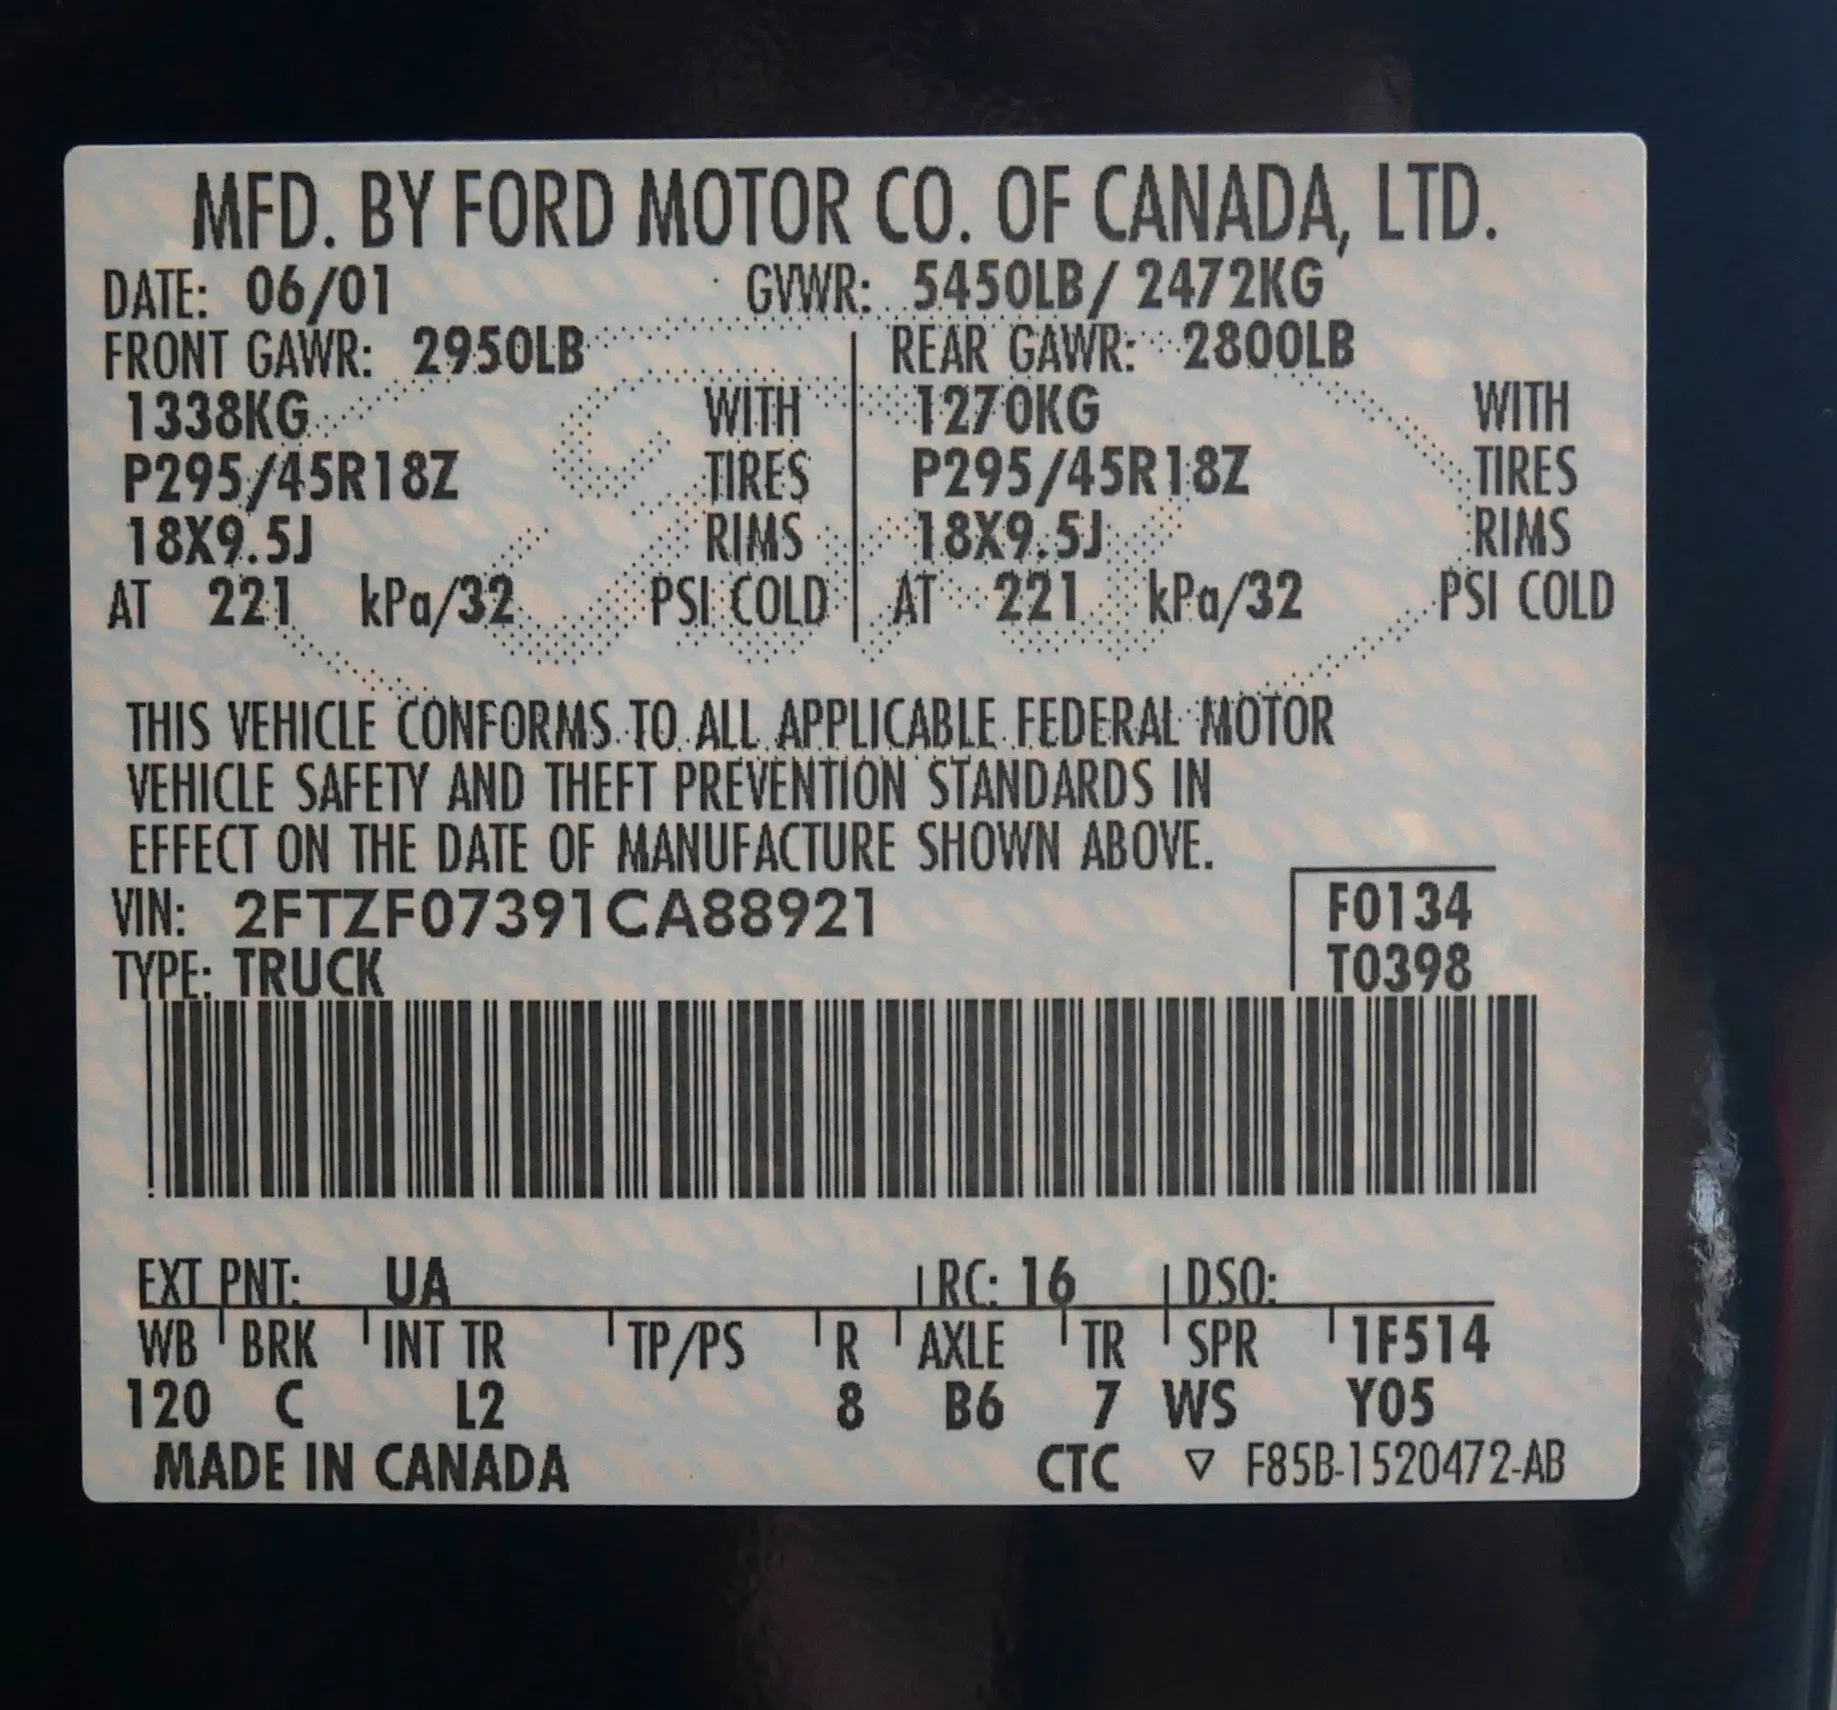 MFD. BY FORD MOTOR CO. OF CANADA, LTD.
DATE: 06/01 GVWR: 5450LB/ 2472KG
FRONT GAWR: 2950LB REAR GAWR: 2800LB
1338KG WITH 1270KG WITH
P295/45R18Z TIRES P295/45R18Z TIRES
18X9.5J RIMS 18X9.5J RIMS
AT 221 kPa/32 PSI COLD AT 221 kPa/32 PSI COLD
THIS VEHICLE CONFORMS TO ALL APPLICABLE FEDERAL MOTOR
VEHICLE SAFETY AND THEFT PREVENTION STANDARDS IN
EFFECT ON THE DATE OF MANUFACTURE SHOWN ABOVE.
VIN: 2FTZF07391CA88921 F0134
TYPE: TRUCK T0398
EXT PNT: UA RC: 16 DSO:
WB BRK INT TR TP/PS R AXLE TR SPR 1F514
120 C L2 8 B6 7 WS Y05
MADE IN CANADA CTC ▽ F85B-1520472-AB